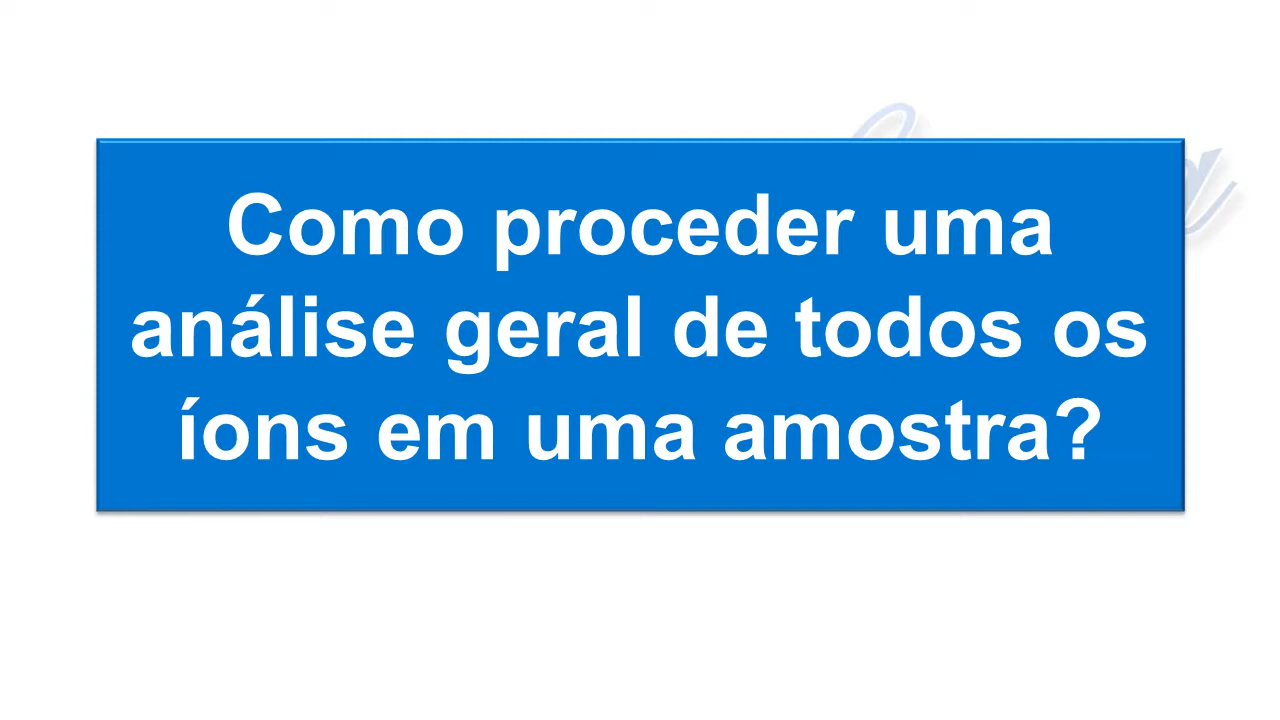 Como proceder uma
análise geral de todos os
íons em uma amostra?